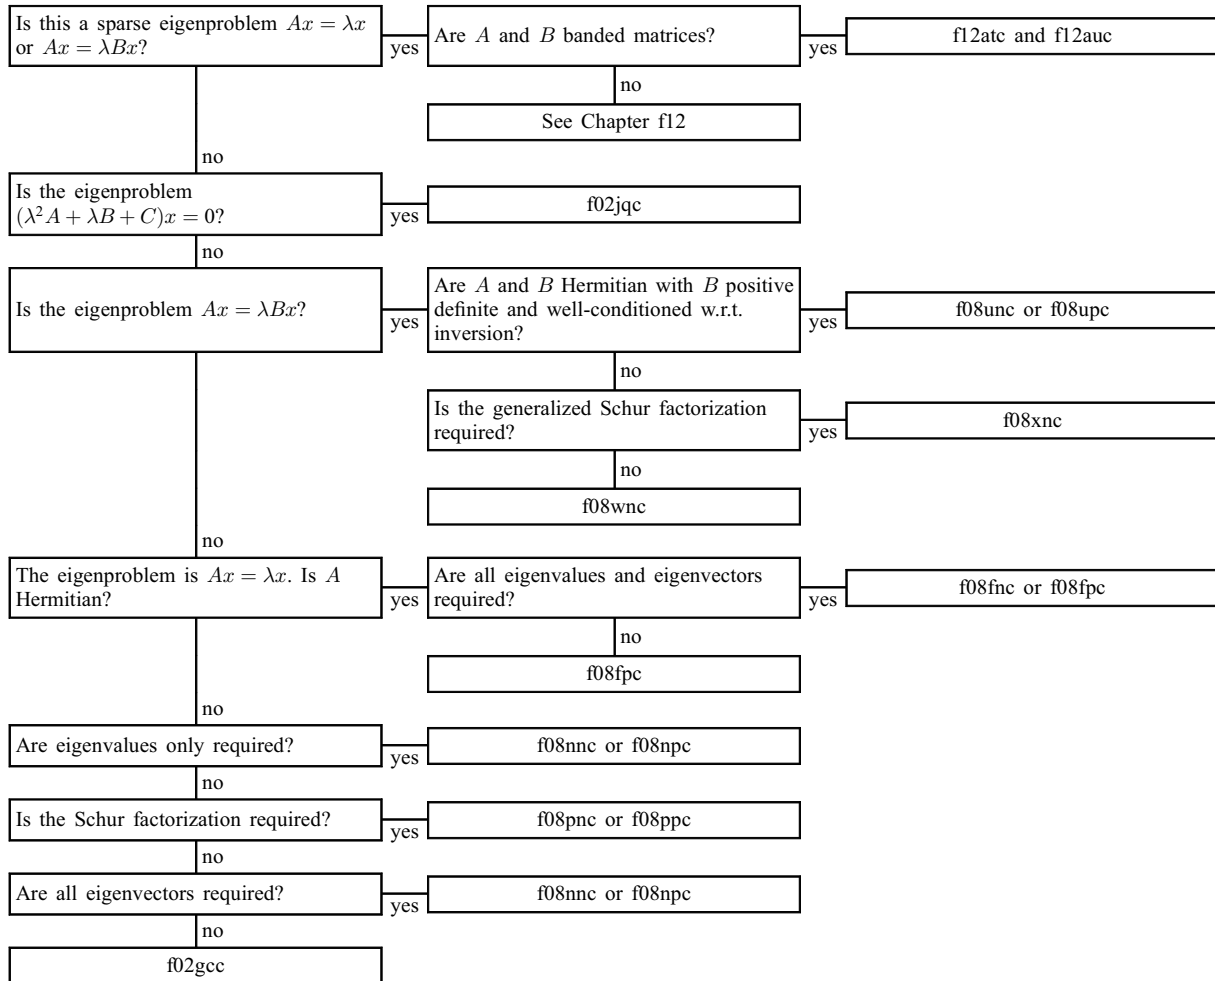 Is this a sparse eigenproblem Ax = λx
or Ax = λBx?
yes
Are A and B banded matrices?
yes
f12atc and f12auc
no
See Chapter f12
no
Is the eigenproblem
(λ²A + λB + C)x = 0?
yes
f02jqc
no
Is the eigenproblem Ax = λBx?
yes
Are A and B Hermitian with B positive
definite and well-conditioned w.r.t.
inversion?
yes
f08unc or f08upc
no
Is the generalized Schur factorization
required?
yes
f08xnc
no
f08wnc
no
The eigenproblem is Ax = λx. Is A
Hermitian?
yes
Are all eigenvalues and eigenvectors
required?
yes
f08fnc or f08fpc
no
f08fpc
no
Are eigenvalues only required?
yes
f08nnc or f08npc
no
Is the Schur factorization required?
yes
f08pnc or f08ppc
no
Are all eigenvectors required?
yes
f08nnc or f08npc
no
f02gcc